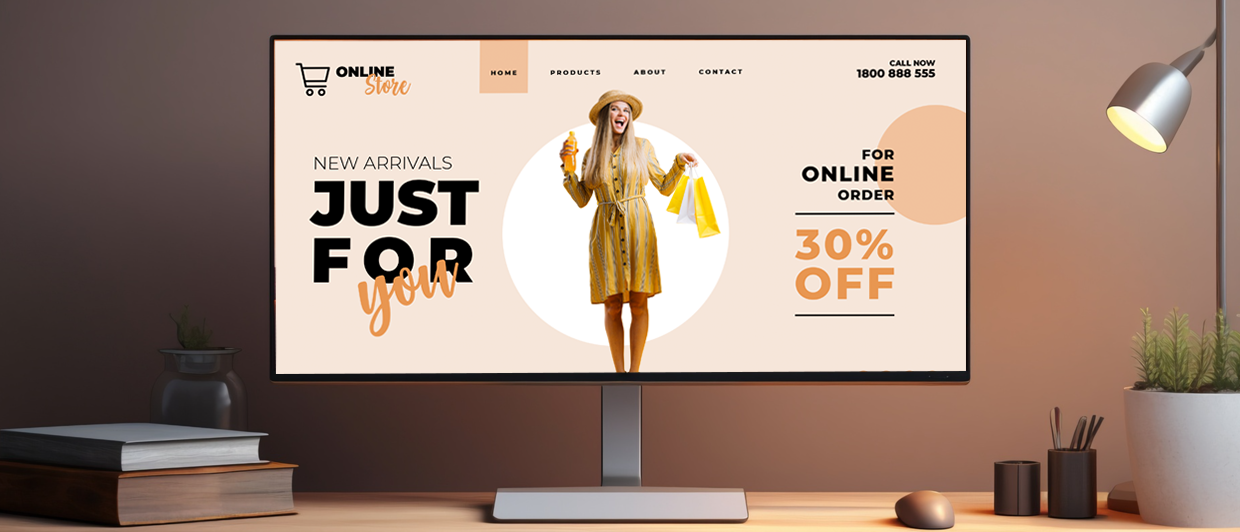 ONLINE
Store
HOME PRODUCTS ABOUT CONTACT
CALL NOW
1800 888 555
NEW ARRIVALS
JUST
FOR
you
FOR
ONLINE
ORDER
30%
OFF